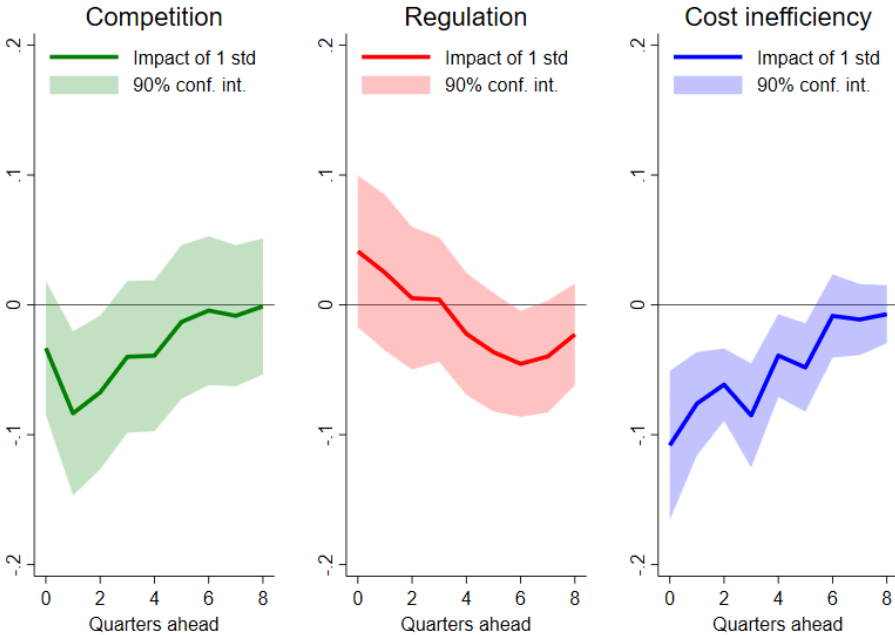 Competition
.2
.1
0
-.1
-.2
Impact of 1 std
90% conf. int.
0 2 4 6 8
Quarters ahead
Regulation
.2
.1
0
-.1
-.2
Impact of 1 std
90% conf. int.
0 2 4 6 8
Quarters ahead
Cost inefficiency
.2
.1
0
-.1
-.2
Impact of 1 std
90% conf. int.
0 2 4 6 8
Quarters ahead